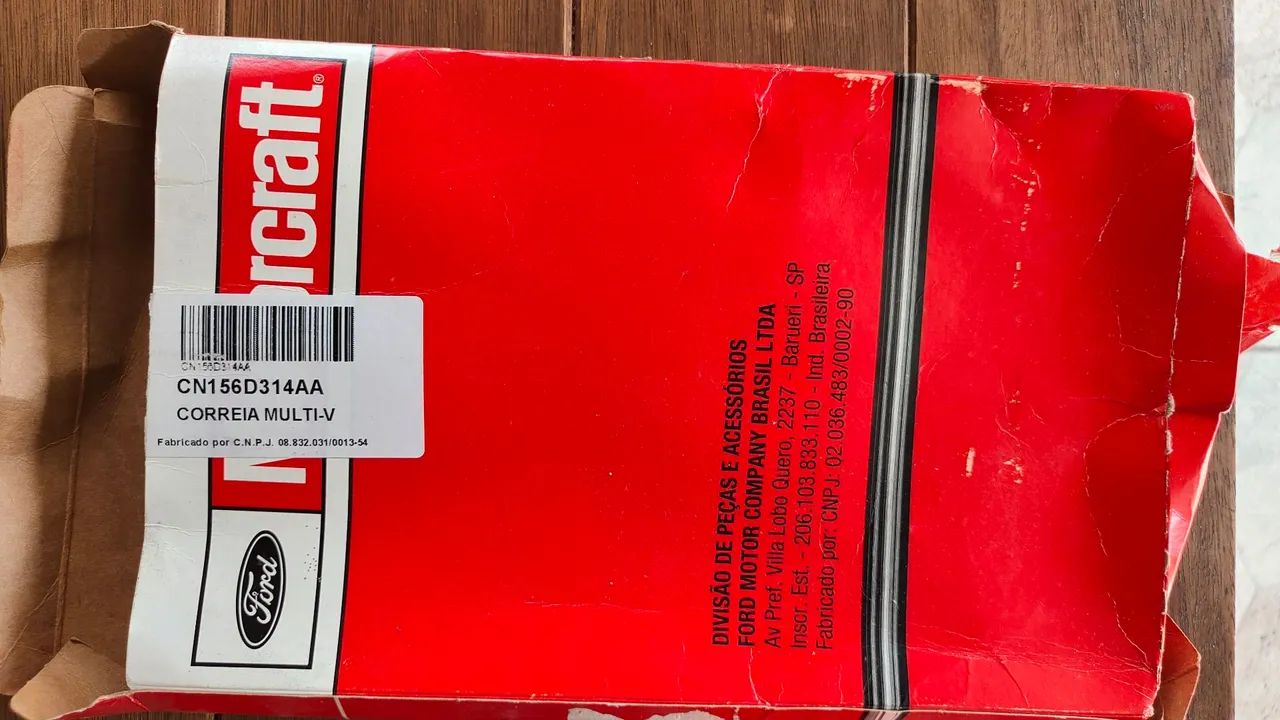 CN156D314AA
CN156D314AA
CORREIA MULTI-V
Fabricado por C.N.P.J. 08.832.031/0013-54
Ford
DIVISÃO DE PEÇAS E ACESSÓRIOS
FORD MOTOR COMPANY BRASIL LTDA
Av Pref. Villa Lobo Quero, 2237 - Barueri - SP
Insor. Est. - 206.103.833.110 - Ind. Brasileira
Fabricado por: CNPJ: 02.036.483/0002-90